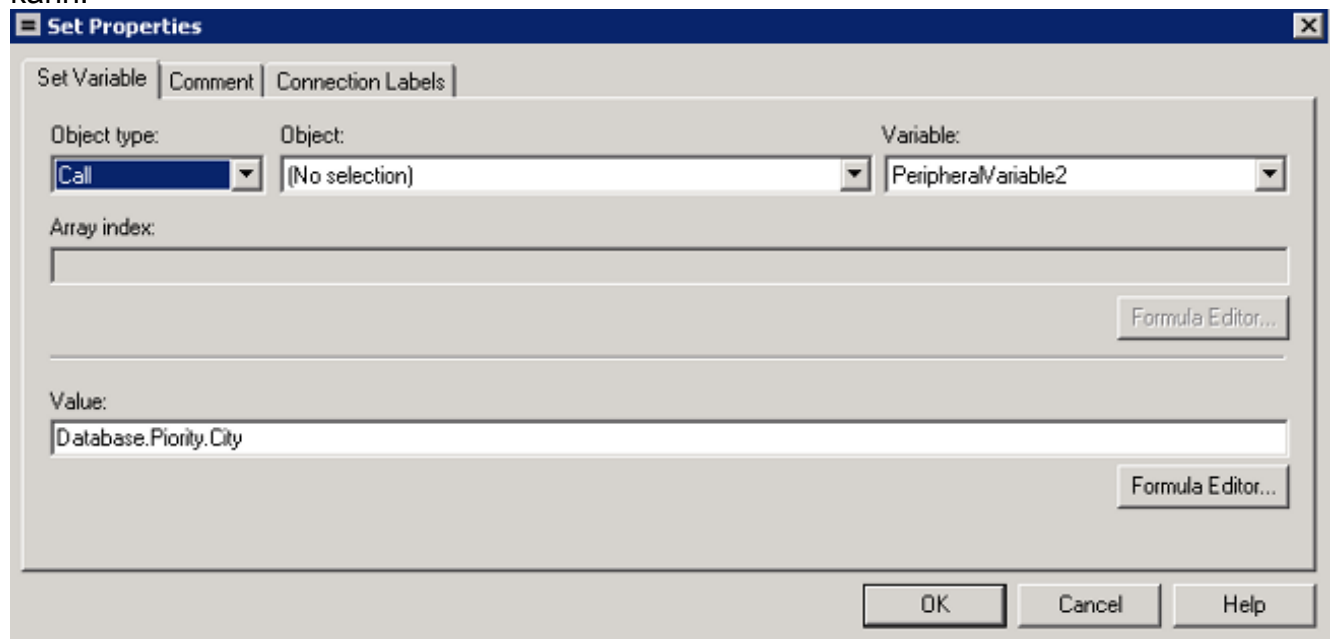 kann.
Set Properties
Set Variable Comment Connection Labels
Object type: Object: Variable:
Call (No selection) PeripheralVariable2
Array index:
Formula Editor...
Value:
Database.Piority.City
Formula Editor...
OK Cancel Help